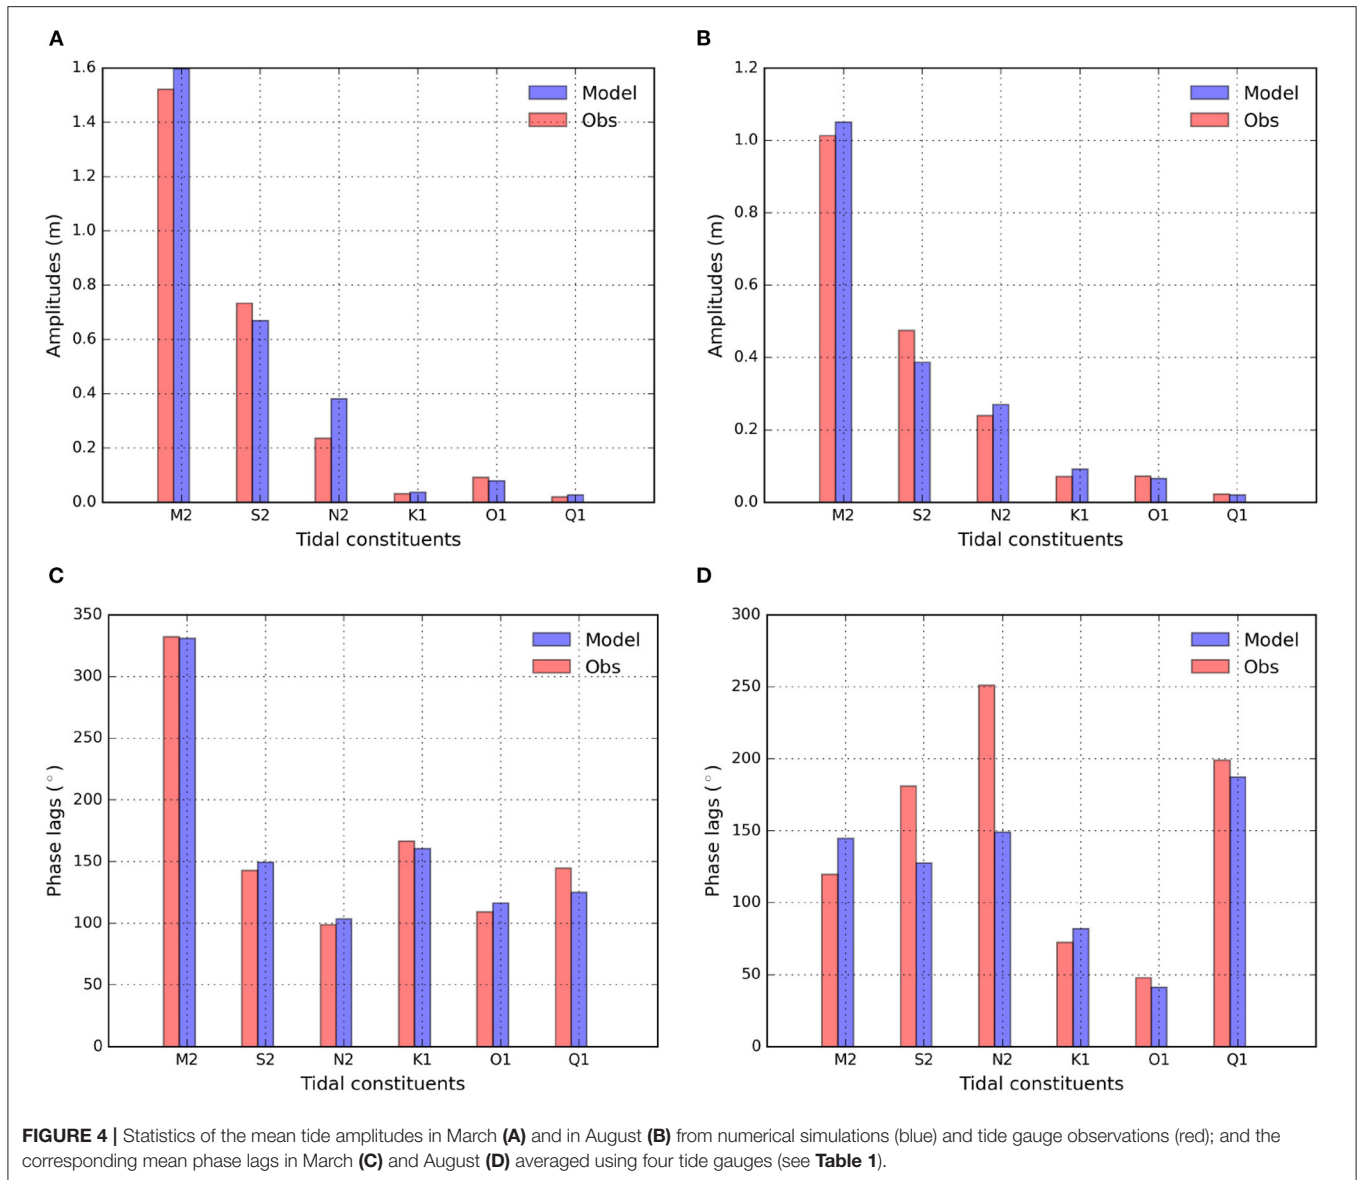 A
1.6
1.4
1.2
1.0
0.8
0.6
0.4
0.2
0.0
Amplitudes (m)
Model
Obs
M2 S2 N2 K1 O1 Q1
Tidal constituents
B
1.2
1.0
0.8
0.6
0.4
0.2
0.0
Amplitudes (m)
Model
Obs
M2 S2 N2 K1 O1 Q1
Tidal constituents
C
350
300
250
200
150
100
50
0
Phase lags (°)
Model
Obs
M2 S2 N2 K1 O1 Q1
Tidal constituents
D
300
250
200
150
100
50
0
Phase lags (°)
Model
Obs
M2 S2 N2 K1 O1 Q1
Tidal constituents
FIGURE 4 | Statistics of the mean tide amplitudes in March (A) and in August (B) from numerical simulations (blue) and tide gauge observations (red); and the
corresponding mean phase lags in March (C) and August (D) averaged using four tide gauges (see Table 1).